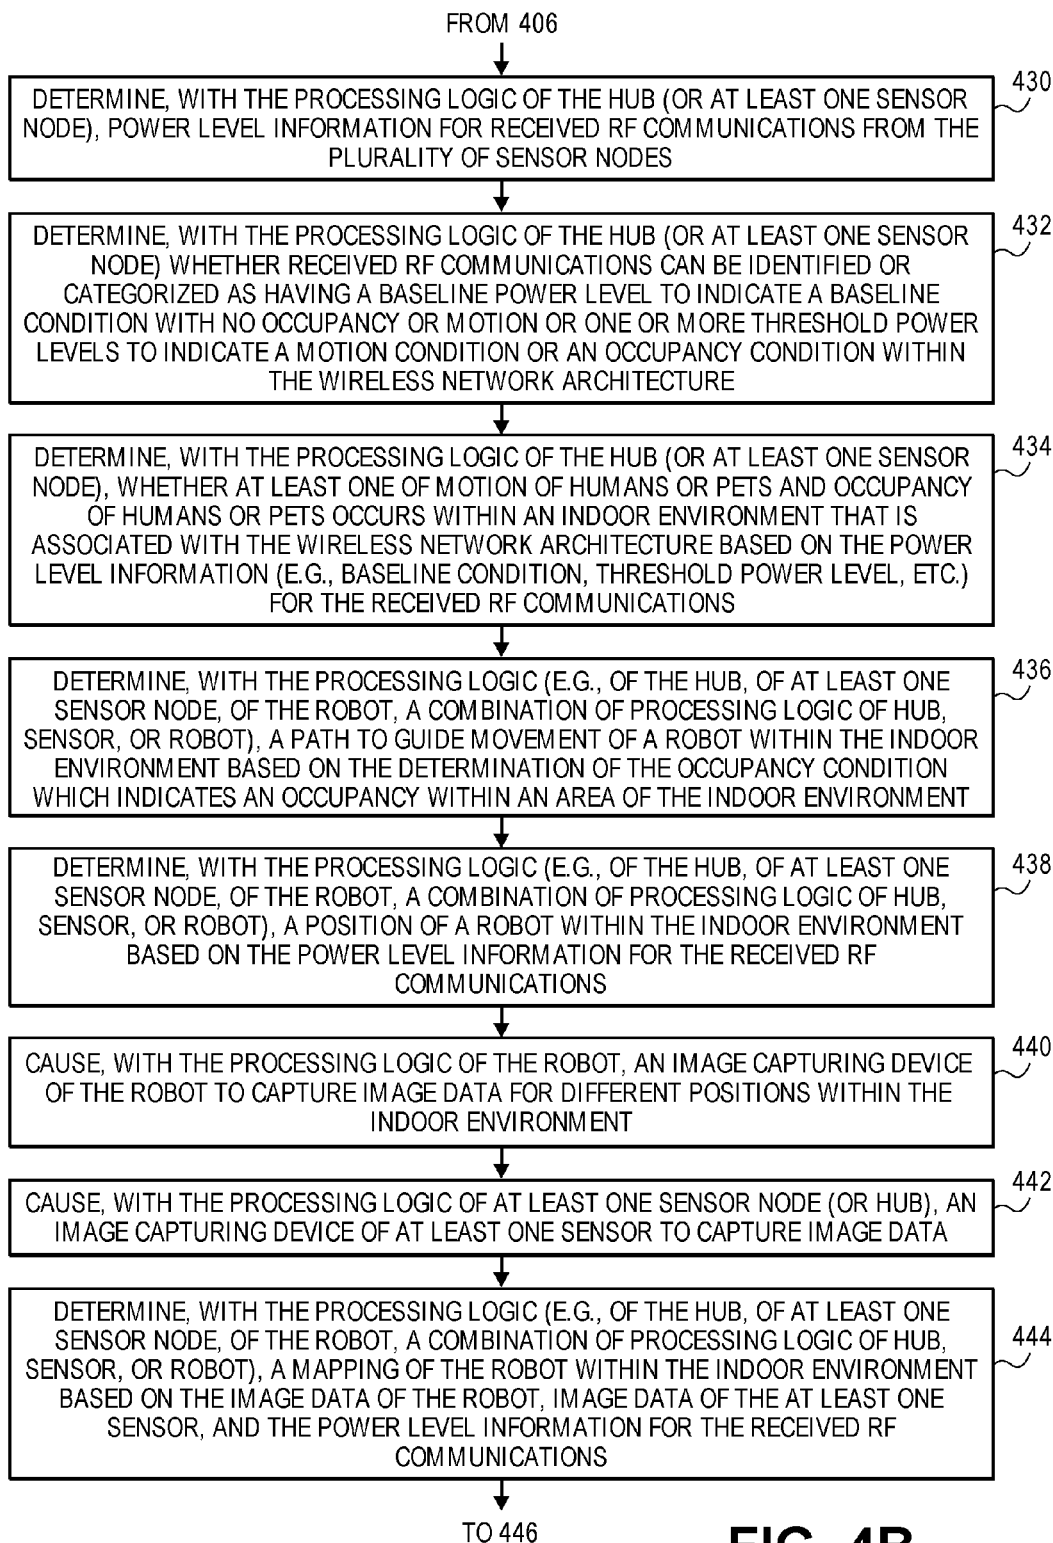 FROM 406
430
DETERMINE, WITH THE PROCESSING LOGIC OF THE HUB (OR AT LEAST ONE SENSOR
NODE), POWER LEVEL INFORMATION FOR RECEIVED RF COMMUNICATIONS FROM THE
PLURALITY OF SENSOR NODES
432
DETERMINE, WITH THE PROCESSING LOGIC OF THE HUB (OR AT LEAST ONE SENSOR
NODE) WHETHER RECEIVED RF COMMUNICATIONS CAN BE IDENTIFIED OR
CATEGORIZED AS HAVING A BASELINE POWER LEVEL TO INDICATE A BASELINE
CONDITION WITH NO OCCUPANCY OR MOTION OR ONE OR MORE THRESHOLD POWER
LEVELS TO INDICATE A MOTION CONDITION OR AN OCCUPANCY CONDITION WITHIN
THE WIRELESS NETWORK ARCHITECTURE
434
DETERMINE, WITH THE PROCESSING LOGIC OF THE HUB (OR AT LEAST ONE SENSOR
NODE), WHETHER AT LEAST ONE OF MOTION OF HUMANS OR PETS AND OCCUPANCY
OF HUMANS OR PETS OCCURS WITHIN AN INDOOR ENVIRONMENT THAT IS
ASSOCIATED WITH THE WIRELESS NETWORK ARCHITECTURE BASED ON THE POWER
LEVEL INFORMATION (E.G., BASELINE CONDITION, THRESHOLD POWER LEVEL, ETC.)
FOR THE RECEIVED RF COMMUNICATIONS
436
DETERMINE, WITH THE PROCESSING LOGIC (E.G., OF THE HUB, OF AT LEAST ONE
SENSOR NODE, OF THE ROBOT, A COMBINATION OF PROCESSING LOGIC OF HUB,
SENSOR, OR ROBOT), A PATH TO GUIDE MOVEMENT OF A ROBOT WITHIN THE INDOOR
ENVIRONMENT BASED ON THE DETERMINATION OF THE OCCUPANCY CONDITION
WHICH INDICATES AN OCCUPANCY WITHIN AN AREA OF THE INDOOR ENVIRONMENT
438
DETERMINE, WITH THE PROCESSING LOGIC (E.G., OF THE HUB, OF AT LEAST ONE
SENSOR NODE, OF THE ROBOT, A COMBINATION OF PROCESSING LOGIC OF HUB,
SENSOR, OR ROBOT), A POSITION OF A ROBOT WITHIN THE INDOOR ENVIRONMENT
BASED ON THE POWER LEVEL INFORMATION FOR THE RECEIVED RF
COMMUNICATIONS
440
CAUSE, WITH THE PROCESSING LOGIC OF THE ROBOT, AN IMAGE CAPTURING DEVICE
OF THE ROBOT TO CAPTURE IMAGE DATA FOR DIFFERENT POSITIONS WITHIN THE
INDOOR ENVIRONMENT
442
CAUSE, WITH THE PROCESSING LOGIC OF AT LEAST ONE SENSOR NODE (OR HUB), AN
IMAGE CAPTURING DEVICE OF AT LEAST ONE SENSOR TO CAPTURE IMAGE DATA
444
DETERMINE, WITH THE PROCESSING LOGIC (E.G., OF THE HUB, OF AT LEAST ONE
SENSOR NODE, OF THE ROBOT, A COMBINATION OF PROCESSING LOGIC OF HUB,
SENSOR, OR ROBOT), A MAPPING OF THE ROBOT WITHIN THE INDOOR ENVIRONMENT
BASED ON THE IMAGE DATA OF THE ROBOT, IMAGE DATA OF THE AT LEAST ONE
SENSOR, AND THE POWER LEVEL INFORMATION FOR THE RECEIVED RF
COMMUNICATIONS
TO 446
FIG. 4B